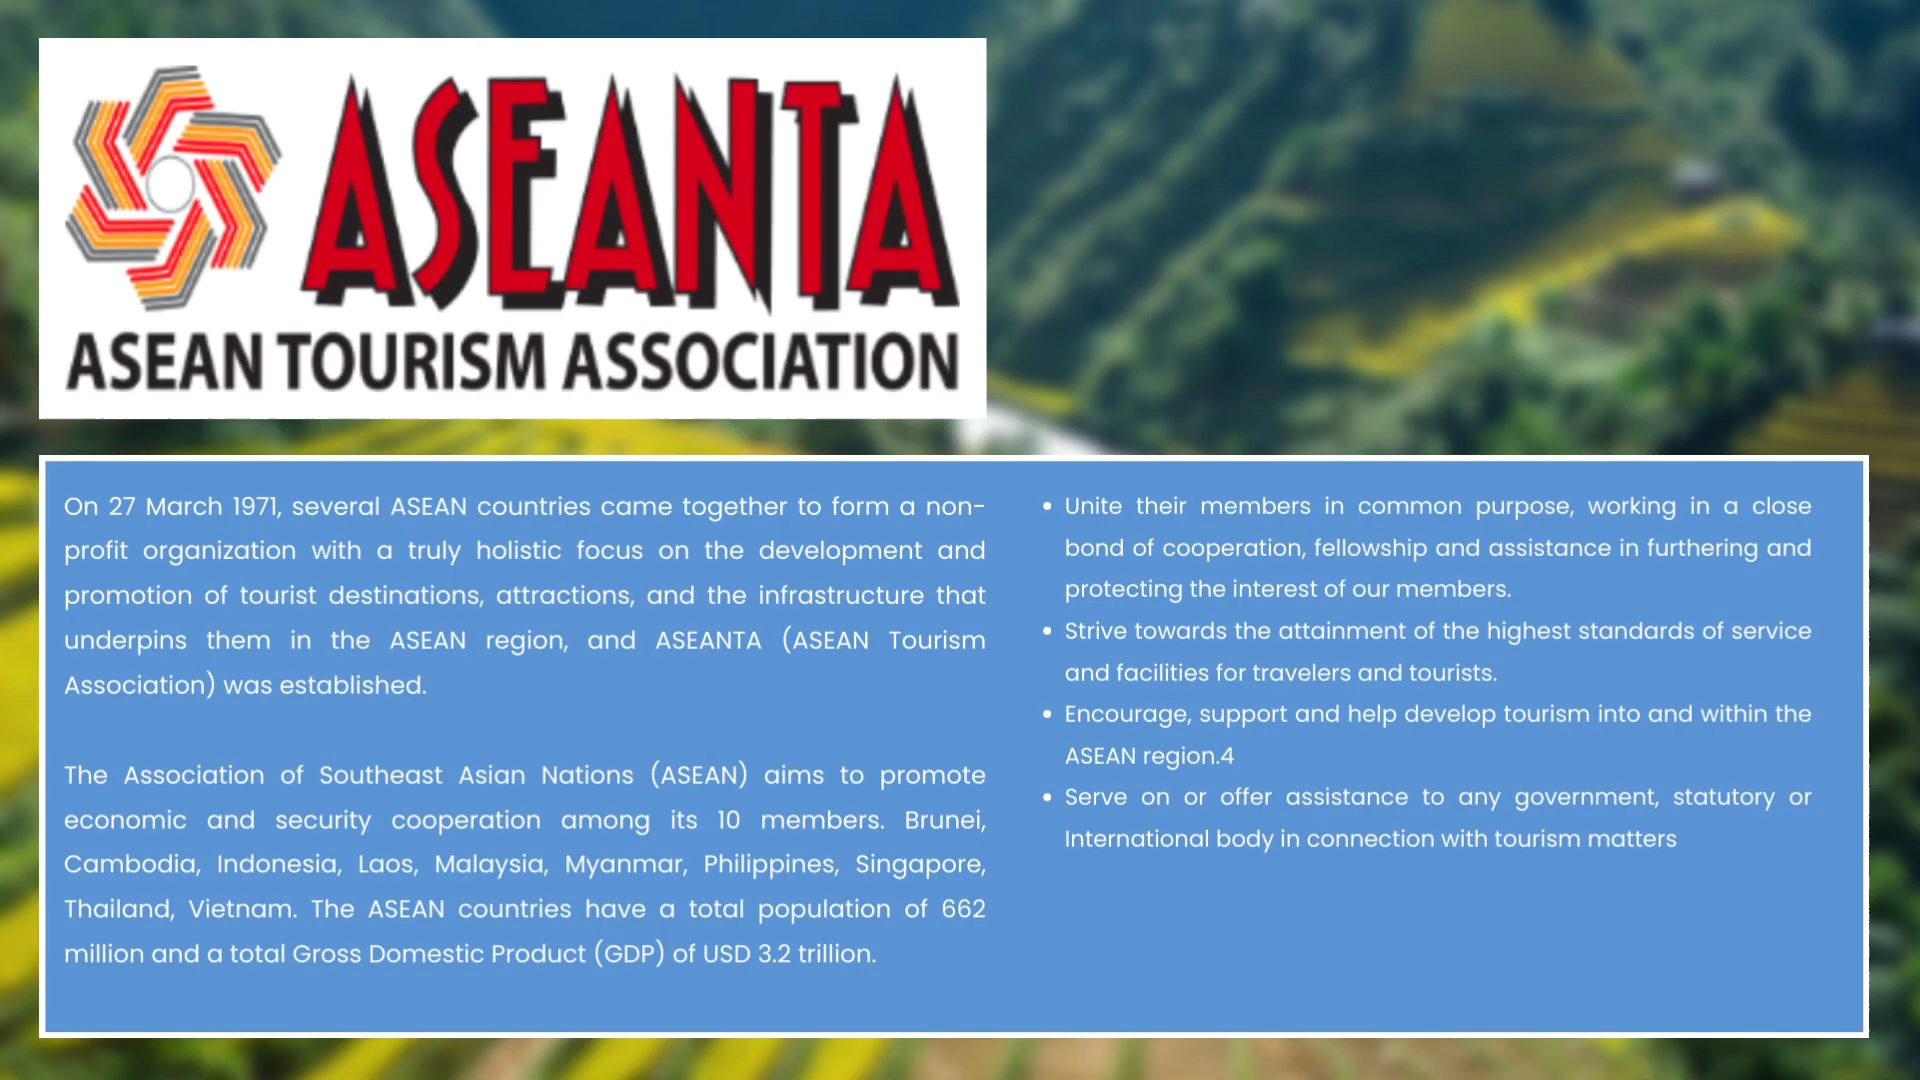 ASEANTA
ASEAN TOURISM ASSOCIATION
On 27 March 1971, several ASEAN countries came together to form a non-
profit organization with a truly holistic focus on the development and
promotion of tourist destinations, attractions, and the infrastructure that
underpins them in the ASEAN region, and ASEANTA (ASEAN Tourism
Association) was established.
The Association of Southeast Asian Nations (ASEAN) aims to promote
economic and security cooperation among its 10 members. Brunei,
Cambodia, Indonesia, Laos, Malaysia, Myanmar, Philippines, Singapore,
Thailand, Vietnam. The ASEAN countries have a total population of 662
million and a total Gross Domestic Product (GDP) of USD 3.2 trillion.
• Unite their members in common purpose, working in a close
bond of cooperation, fellowship and assistance in furthering and
protecting the interest of our members.
• Strive towards the attainment of the highest standards of service
and facilities for travelers and tourists.
• Encourage, support and help develop tourism into and within the
ASEAN region.4
• Serve on or offer assistance to any government, statutory or
International body in connection with tourism matters